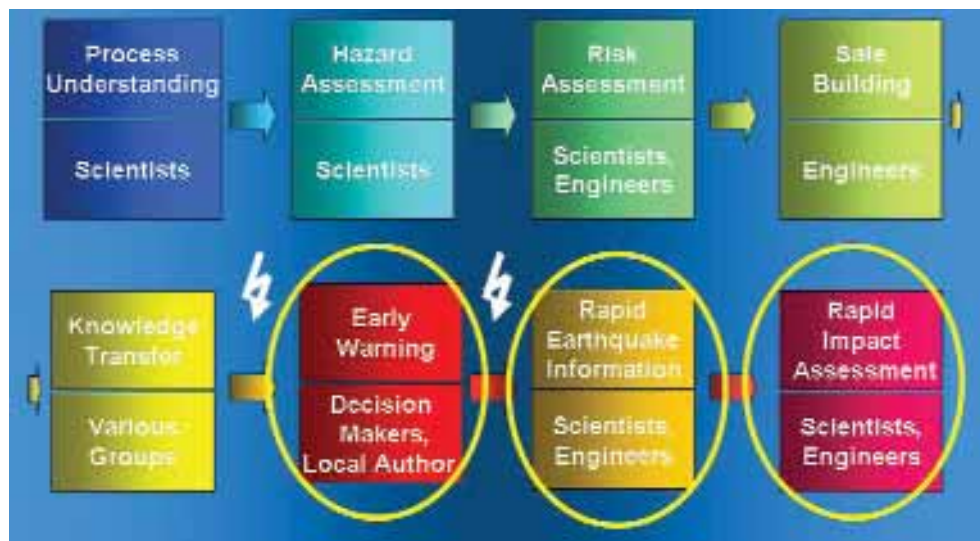 Process
Understanding
Scientists
Hazard
Assessment
Scientists
Risk
Assessment
Scientists,
Engineers
Safe
Building
Engineers
Knowledge
Transfer
Various
Groups
Early
Warning
Decision
Makers,
Local Author
Rapid
Earthquake
Information
Scientists,
Engineers
Rapid
Impact
Assessment
Scientists,
Engineers